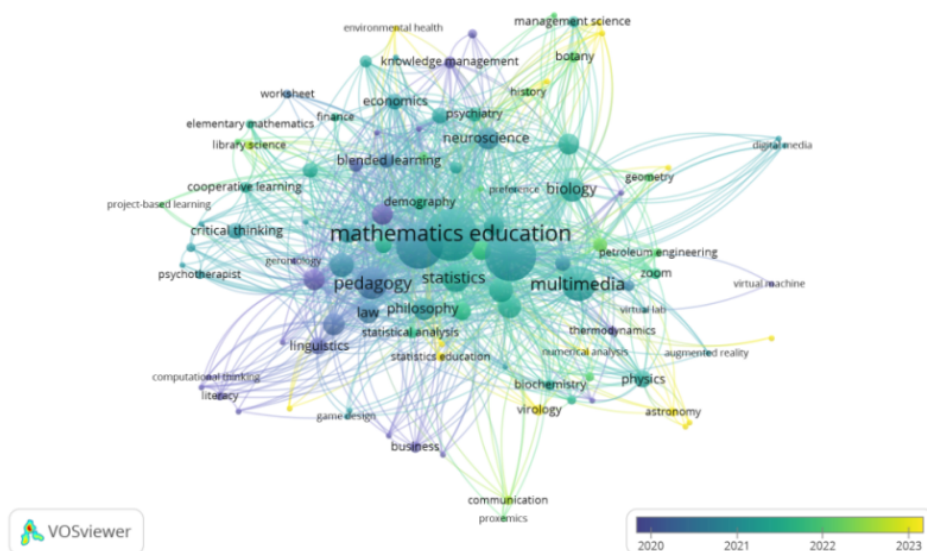 management science
environmental health
botany
knowledge management
history
worksheet
economics
psychiatry
finance
elementary mathematics
neuroscience
library science
digital media
blended learning
geometry
cooperative learning
preference
biology
demography
project-based learning
critical thinking
mathematics education
petroleum engineering
gerontology
psychotherapist
statistics
zoom
pedagogy
multimedia
virtual machine
law
philosophy
virtual lab
statistical analysis
thermodynamics
linguistics
numerical analysis
augmented reality
statistics education
computational thinking
biochemistry
physics
literacy
virology
astronomy
game design
business
communication
proxemics
VOSviewer
2020 2021 2022 2023